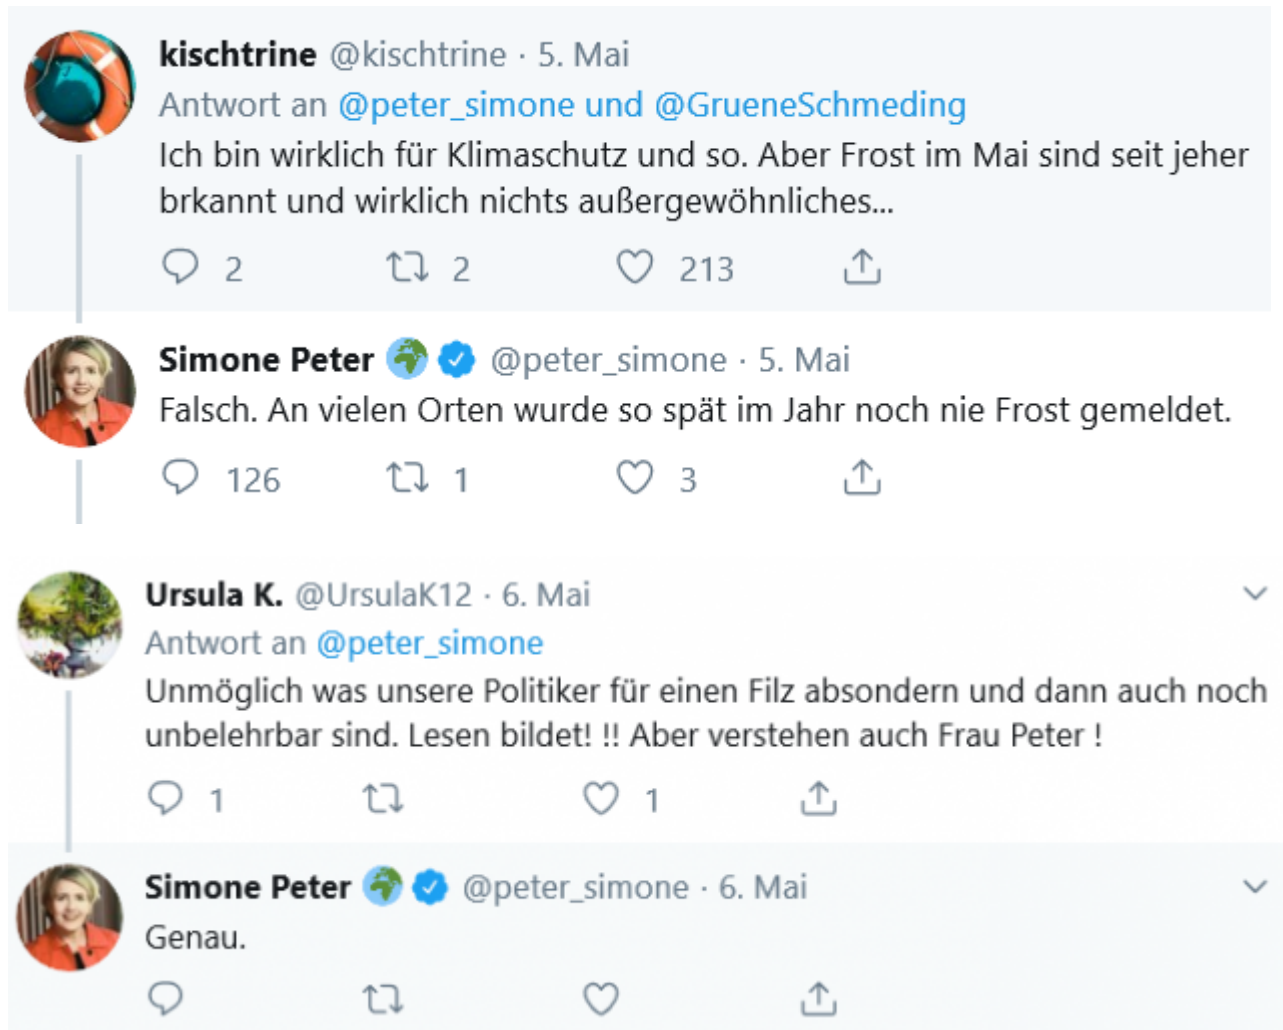 kischtrine @kischtrine · 5. Mai
Antwort an @peter_simone und @GrueneSchmeding
Ich bin wirklich für Klimaschutz und so. Aber Frost im Mai sind seit jeher
brkannt und wirklich nichts außergewöhnliches...
2 2 213
Simone Peter @peter_simone · 5. Mai
Falsch. An vielen Orten wurde so spät im Jahr noch nie Frost gemeldet.
126 1 3
Ursula K. @UrsulaK12 · 6. Mai
Antwort an @peter_simone
Unmöglich was unsere Politiker für einen Filz absondern und dann auch noch
unbelehrbar sind. Lesen bildet! !! Aber verstehen auch Frau Peter !
1 1
Simone Peter @peter_simone · 6. Mai
Genau.